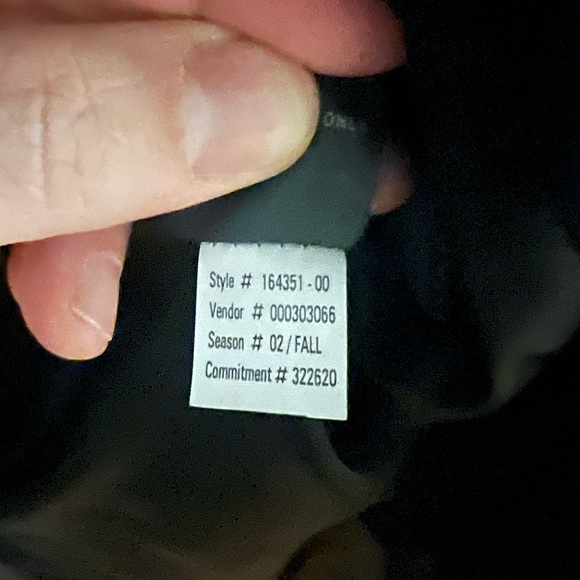 Style # 164351-00
Vendor # 000303066
Season # 02/FALL
Commitment # 322620